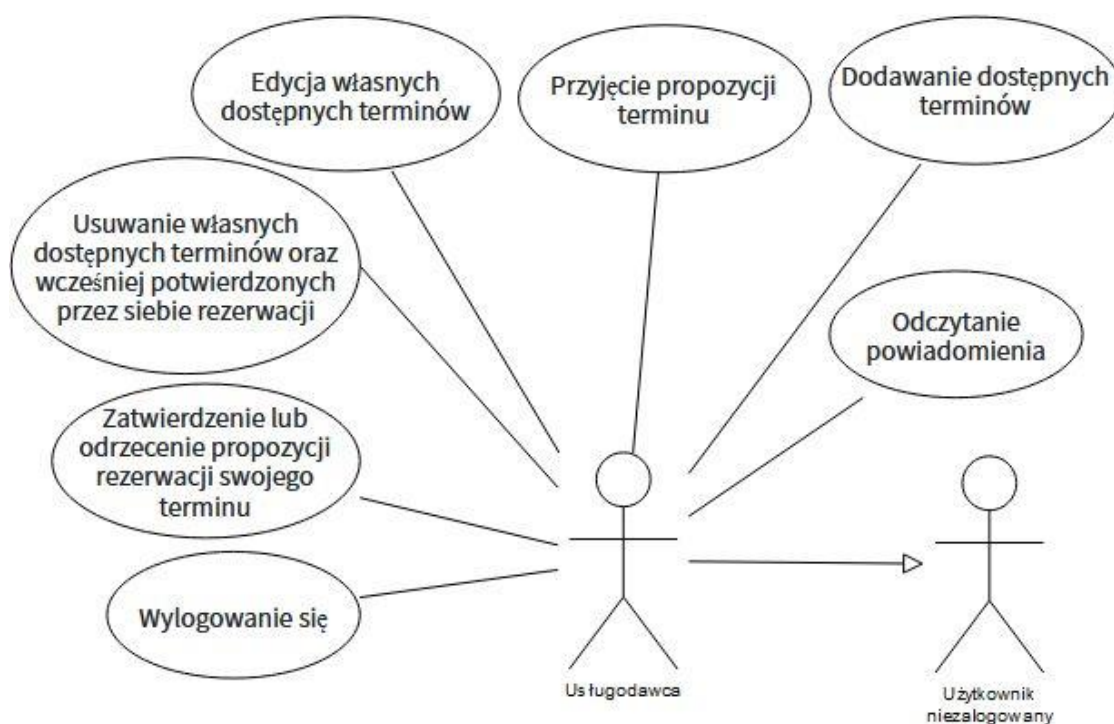 Edycja własnych
dostępnych terminów
Przyjęcie propozycji
terminu
Dodawanie dostępnych
terminów
Usuwanie własnych
dostępnych terminów oraz
wcześniej potwierdzonych
przez siebie rezerwacji
Odczytanie
powiadomienia
Zatwierdzenie lub
odrzecenie propozycji
rezerwacji swojego
terminu
Wylogowanie się
Usługodawca
Użytkownik
niezalogowany